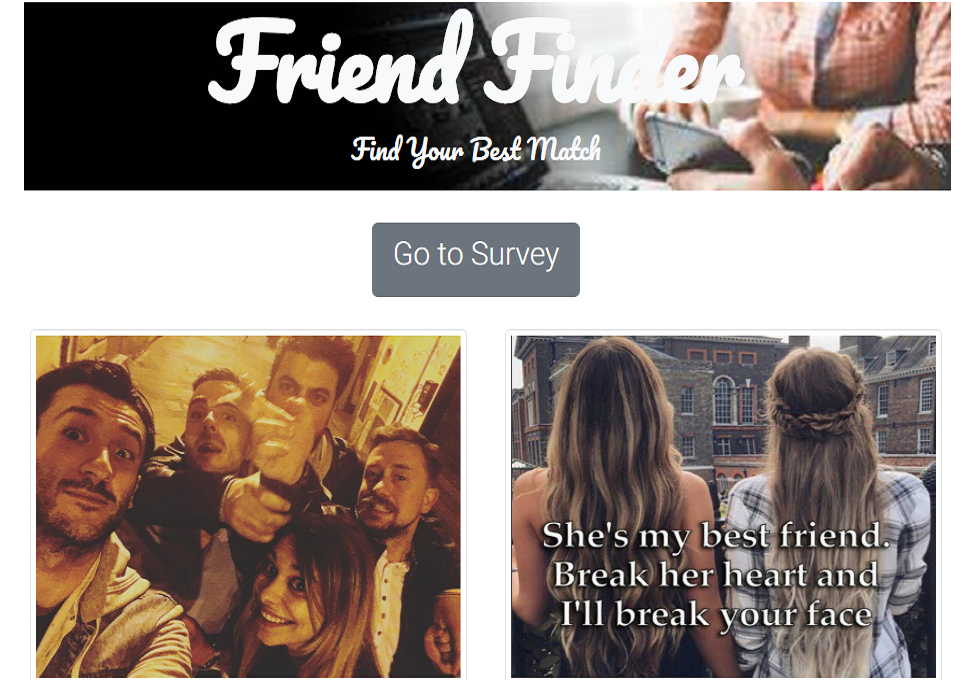 Friend Finder
Find Your Best Match
Go to Survey
She's my best friend.
Break her heart and
I'll break your face